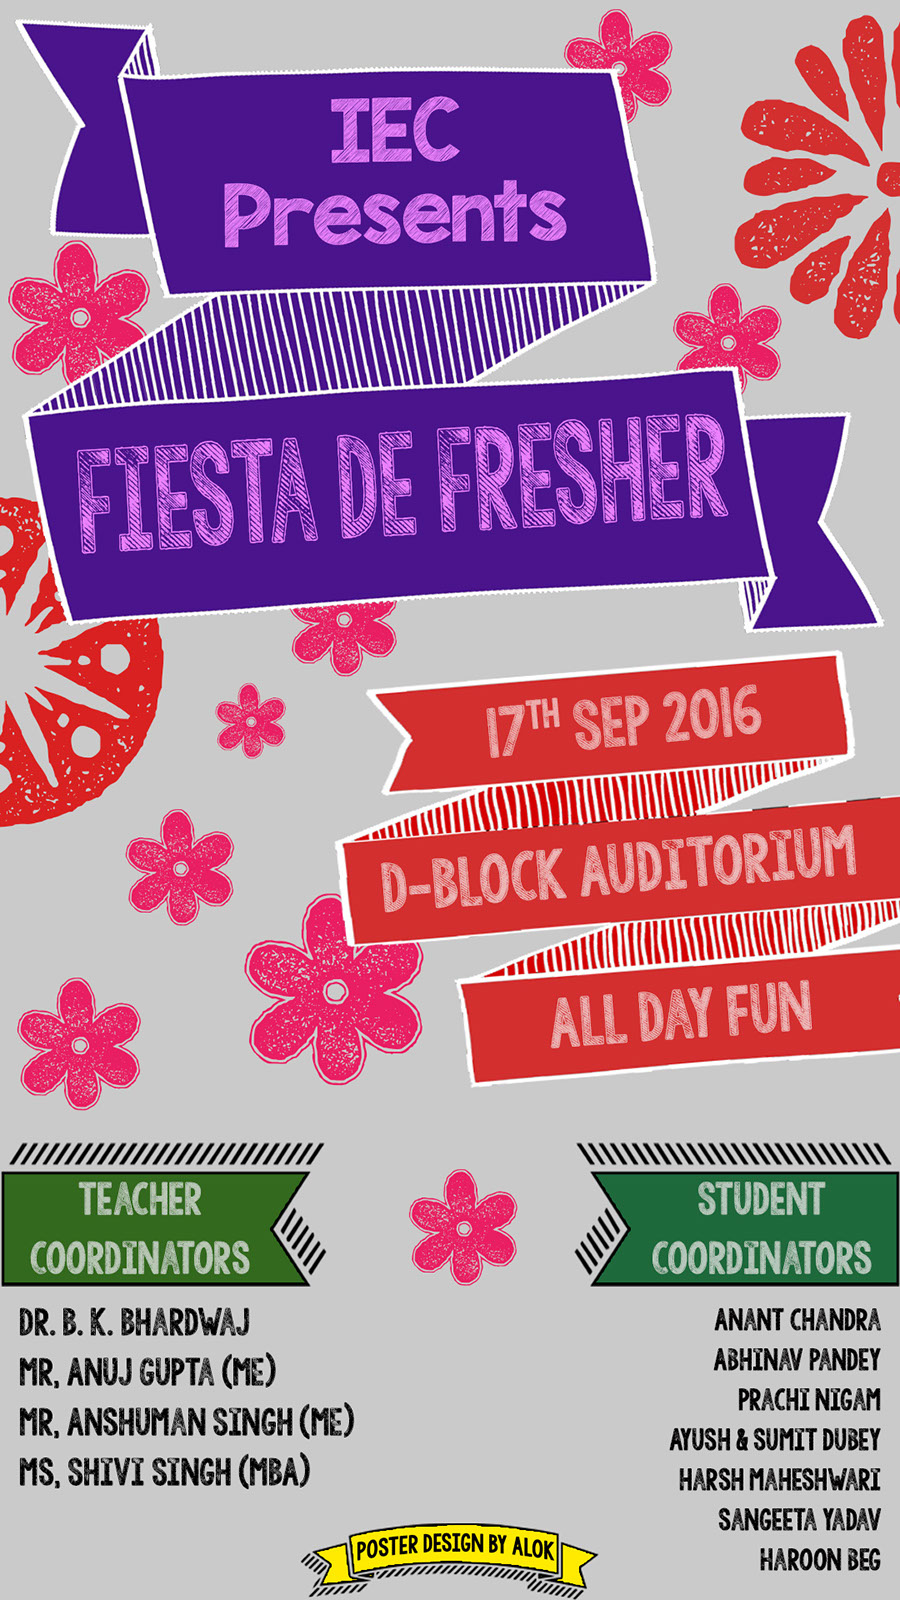 IEC
Presents
FIESTA DE FRESHER
17TH SEP 2016
D-BLOCK AUDITORIUM
ALL DAY FUN
TEACHER
COORDINATORS
DR. B. K. BHARDWAJ
MR, ANUJ GUPTA (ME)
MR, ANSHUMAN SINGH (ME)
MS, SHIVI SINGH (MBA)
STUDENT
COORDINATORS
ANANT CHANDRA
ABHINAV PANDEY
PRACHI NIGAM
AYUSH & SUMIT DUBEY
HARSH MAHESHWARI
SANGEETA YADAV
HAROON BEG
POSTER DESIGN BY ALOK